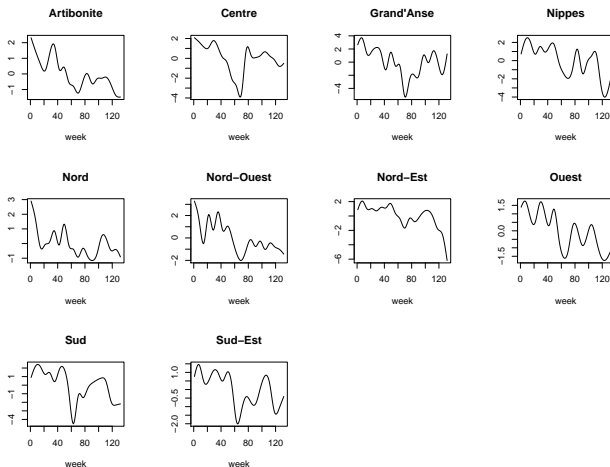 Artibonite
2
1
0
−1
0 40 80 120
week
Centre
2
0
−2
−4
0 40 80 120
week
Grand'Anse
4
2
0
−4
0 40 80 120
week
Nippes
2
0
−2
−4
0 40 80 120
week
Nord
3
2
1
−1
0 40 80 120
week
Nord−Ouest
2
0
−2
0 40 80 120
week
Nord−Est
2
−2
−6
0 40 80 120
week
Ouest
1.5
0.0
−1.5
0 40 80 120
week
Sud
1
−1
−4
0 40 80 120
week
Sud−Est
1.0
−0.5
−2.0
0 40 80 120
week